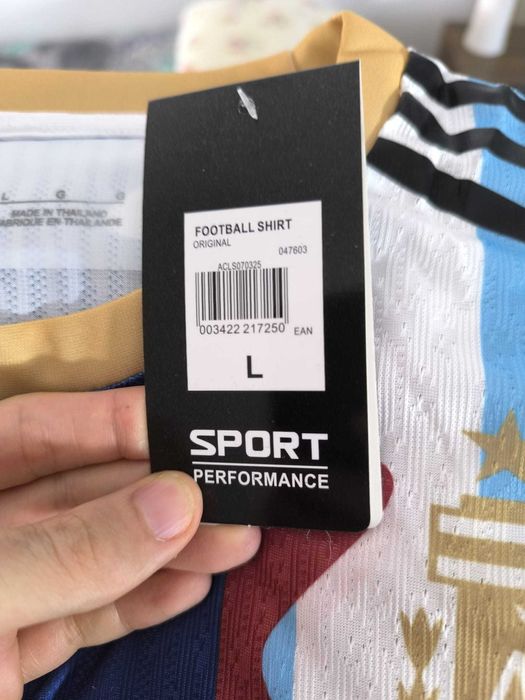 L G G
MADE IN THAILAND
FABRIQUE EN THAILANDE
FOOTBALL SHIRT
ORIGINAL
047603
ACLS070325
003422 217250 EAN
L
SPORT
PERFORMANCE